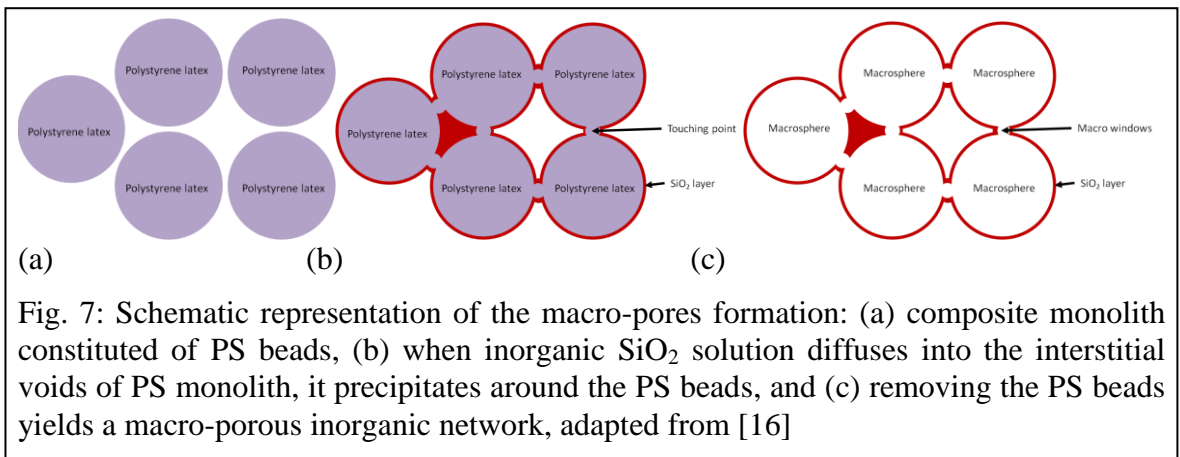 Polystyrene latex
Polystyrene latex
Polystyrene latex
Polystyrene latex
Polystyrene latex
Polystyrene latex
Polystyrene latex
Polystyrene latex
Polystyrene latex
Polystyrene latex
Touching point
SiO₂ layer
Macrosphere
Macrosphere
Macrosphere
Macrosphere
Macrosphere
Macro windows
SiO₂ layer
(a)
(b)
(c)
Fig. 7: Schematic representation of the macro-pores formation: (a) composite monolith
constituted of PS beads, (b) when inorganic SiO₂ solution diffuses into the interstitial
voids of PS monolith, it precipitates around the PS beads, and (c) removing the PS beads
yields a macro-porous inorganic network, adapted from [16]